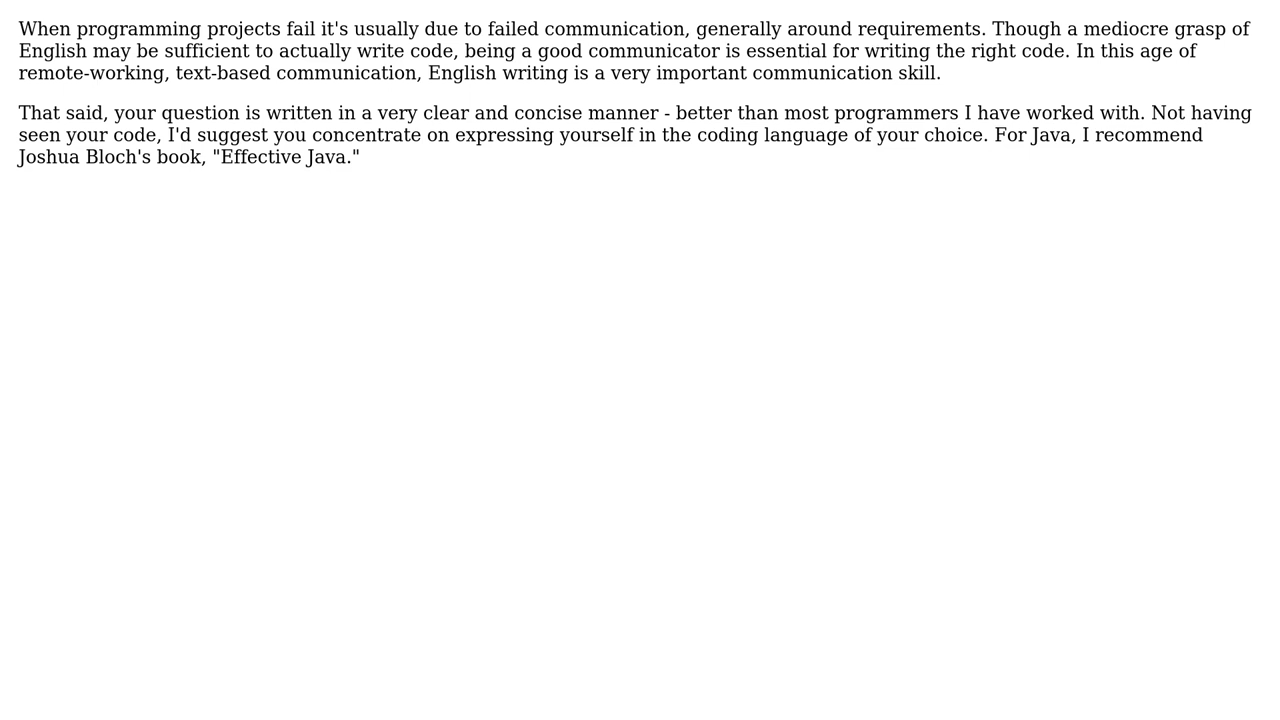 When programming projects fail it's usually due to failed communication, generally around requirements. Though a mediocre grasp of
English may be sufficient to actually write code, being a good communicator is essential for writing the right code. In this age of
remote-working, text-based communication, English writing is a very important communication skill.
That said, your question is written in a very clear and concise manner - better than most programmers I have worked with. Not having
seen your code, I'd suggest you concentrate on expressing yourself in the coding language of your choice. For Java, I recommend
Joshua Bloch's book, "Effective Java."